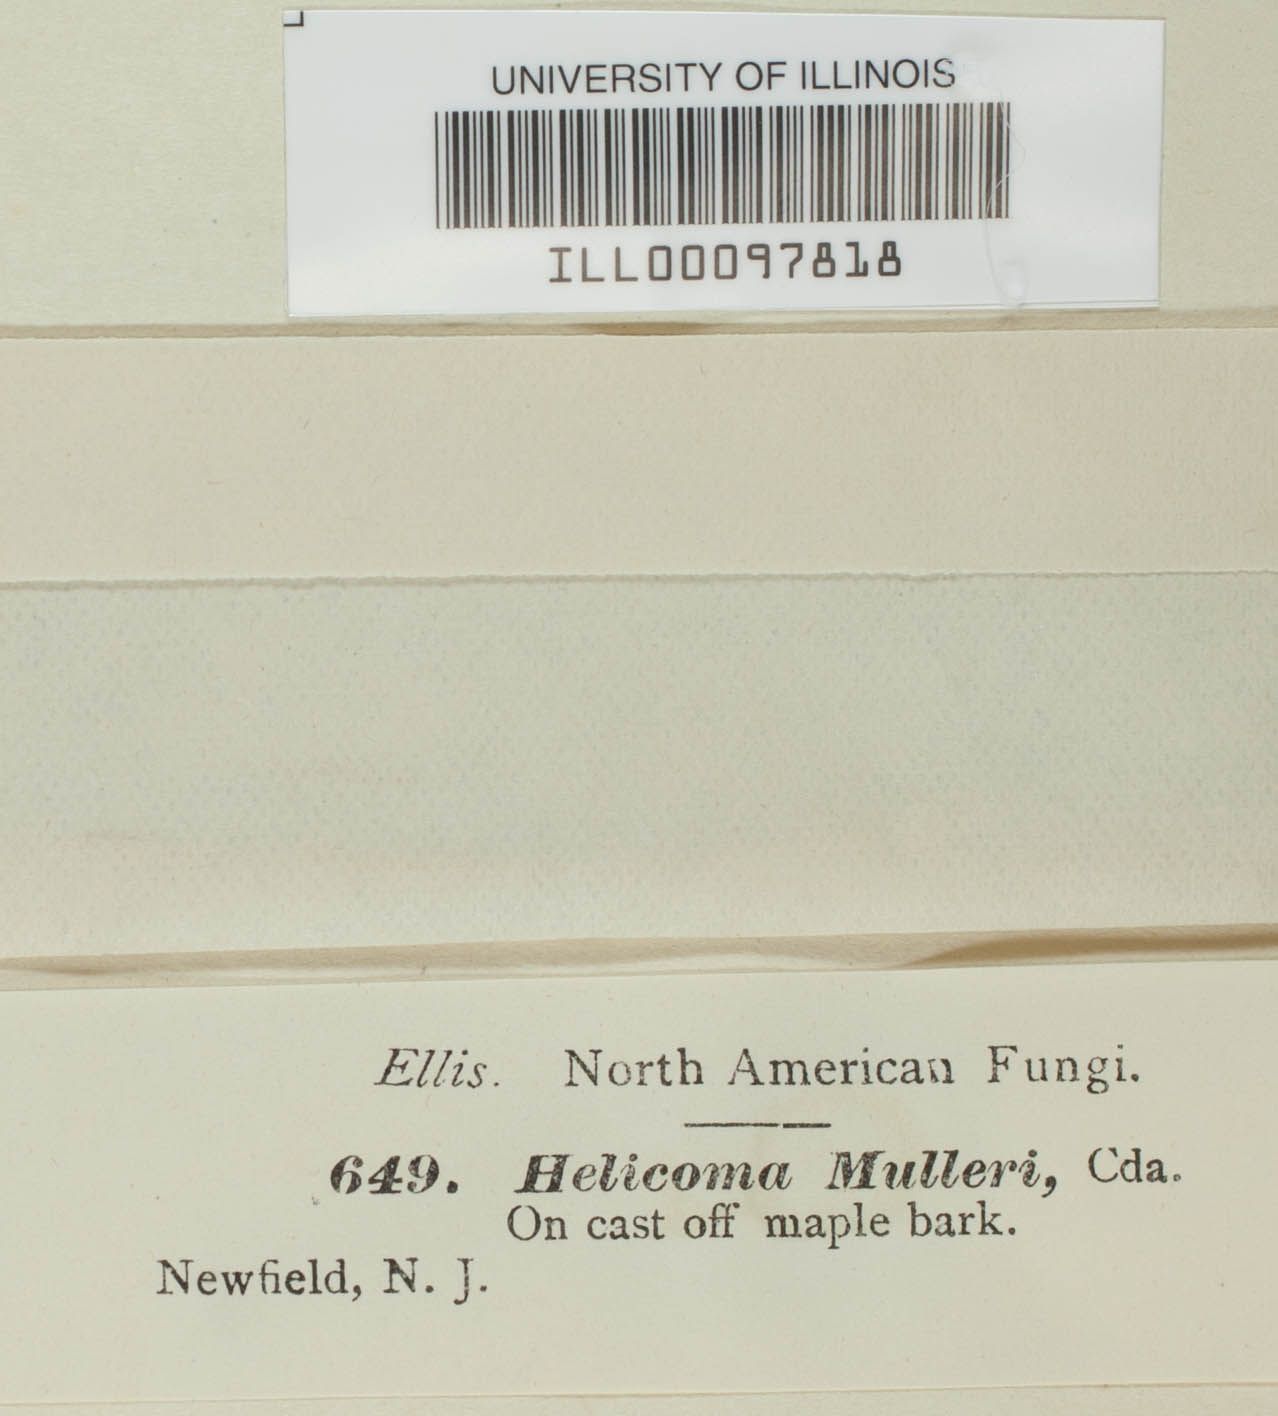 UNIVERSITY OF ILLINOIS
ILL00097818
Ellis. North American Fungi.
649. Helicoma Mulleri, Cda.
On cast off maple bark.
Newfield, N. J.